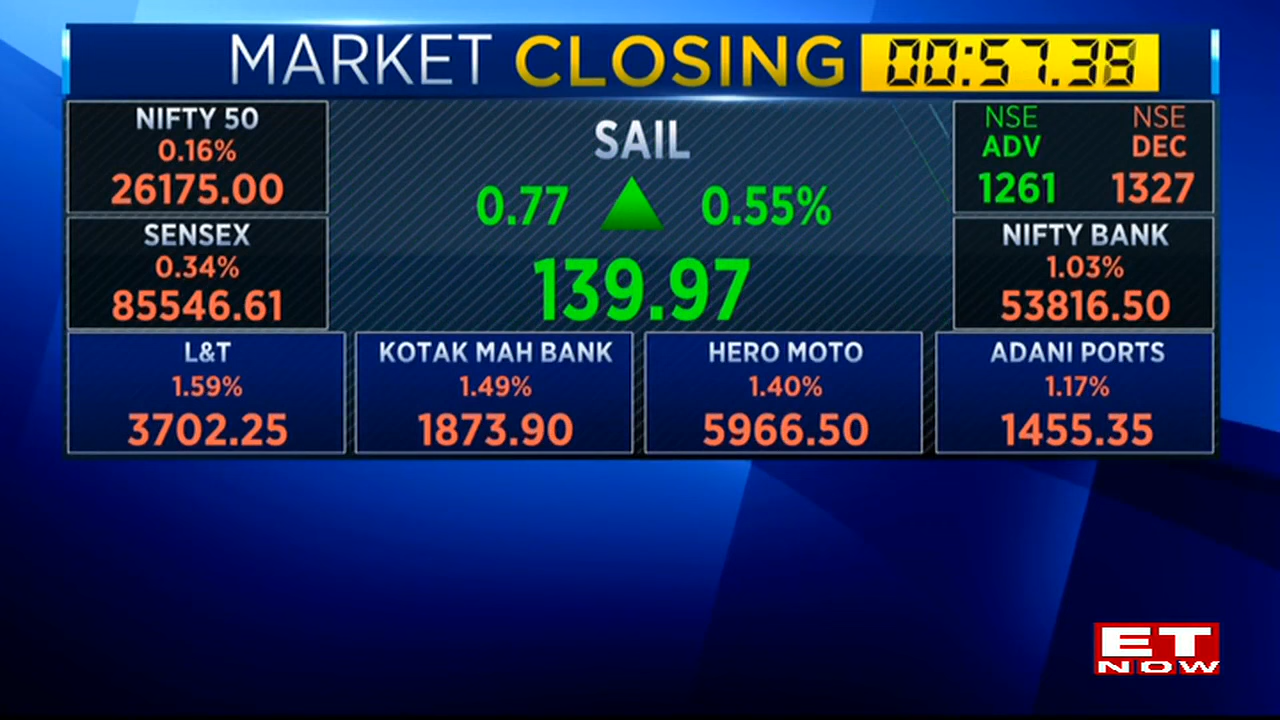 MARKET CLOSING 00:57.38
NIFTY 50
0.16%
26175.00
SENSEX
0.34%
85546.61
SAIL
0.77 0.55%
139.97
NSE NSE
ADV DEC
1261 1327
NIFTY BANK
1.03%
53816.50
L&T
1.59%
3702.25
KOTAK MAH BANK
1.49%
1873.90
HERO MOTO
1.40%
5966.50
ADANI PORTS
1.17%
1455.35
ET
NOW